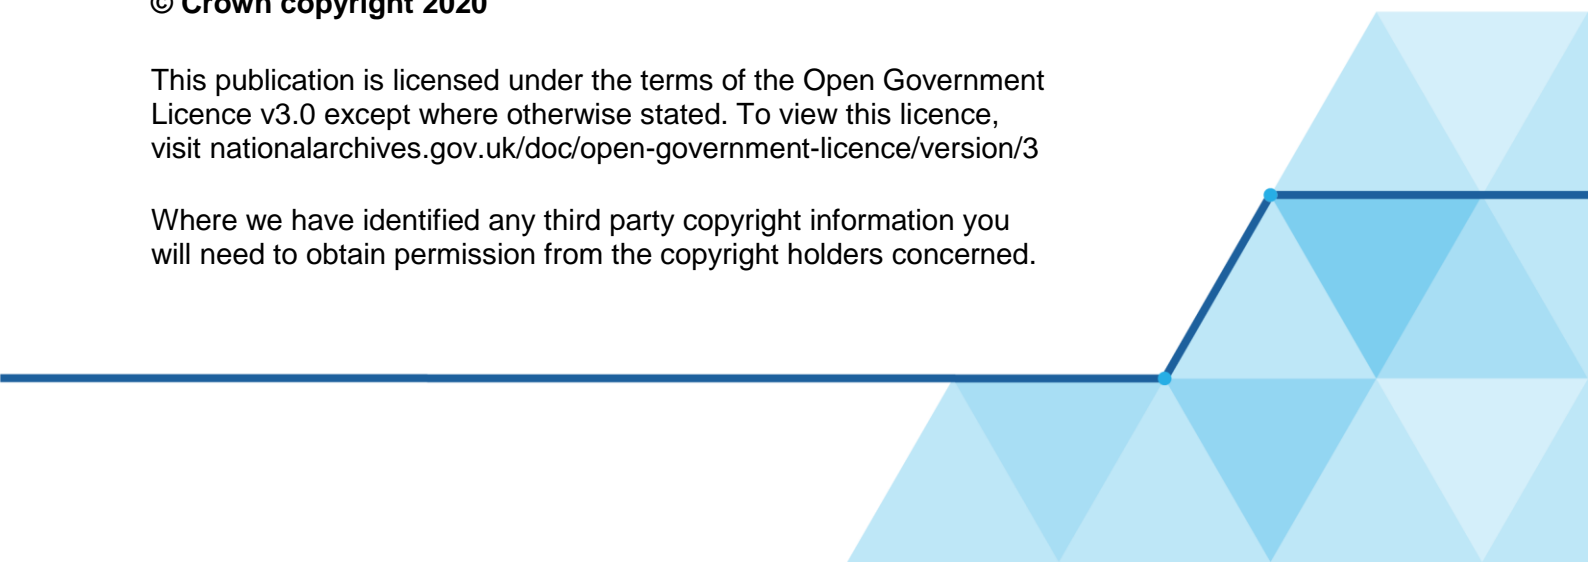 © Crown copyright 2020
This publication is licensed under the terms of the Open Government
Licence v3.0 except where otherwise stated. To view this licence,
visit nationalarchives.gov.uk/doc/open-government-licence/version/3
Where we have identified any third party copyright information you
will need to obtain permission from the copyright holders concerned.